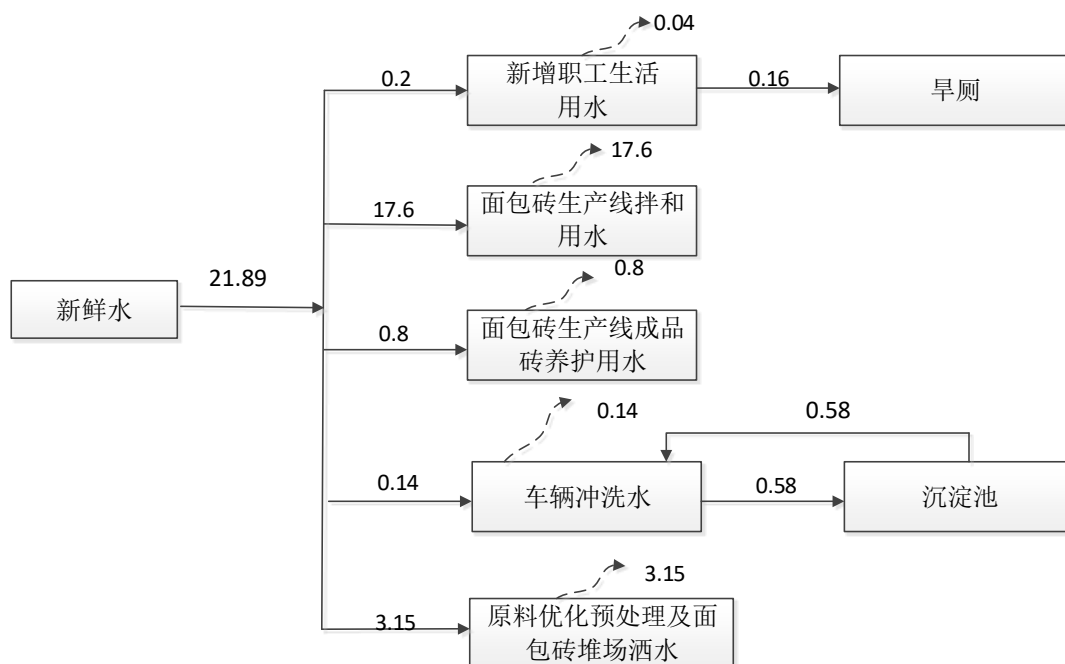 0.04
0.2
新增职工生活
用水
0.16
旱厕
17.6
17.6
面包砖生产线拌和
用水
新鲜水
21.89
0.8
0.8
面包砖生产线成品
砖养护用水
0.14
0.58
0.14
车辆冲洗水
0.58
沉淀池
3.15
3.15
原料优化预处理及面
包砖堆场洒水